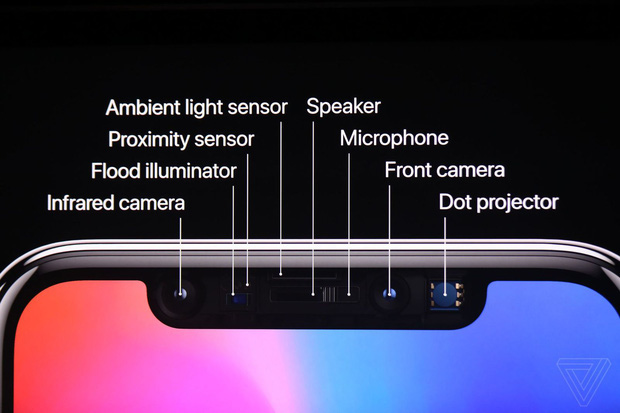 Ambient light sensor Speaker
Proximity sensor Microphone
Flood illuminator Front camera
Infrared camera Dot projector